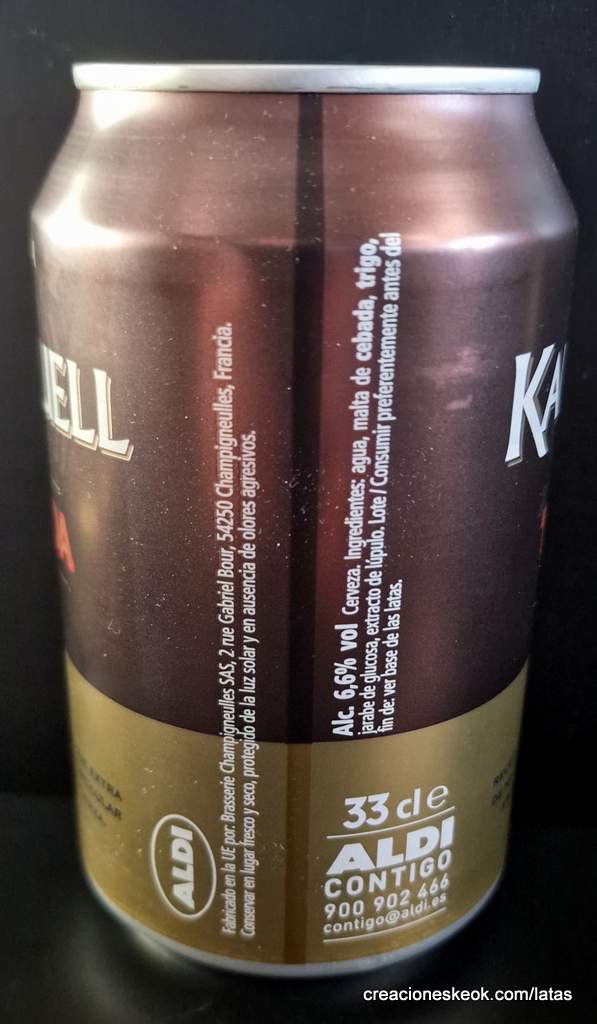 UELL
Fabricado en la UE por: Brasserie Champigneulles SAS, 2 rue Gabriel Bour, 54250 Champigneulles, Francia.
Conservar en lugar fresco y seco, protegido de la luz solar y en ausencia de olores agresivos.
ALDI
Alc. 6,6% vol Cerveza. Ingredientes: agua, malta de cebada, trigo,
jarabe de glucosa, extracto de lúpulo. Lote / Consumir preferentemente antes del
fin de: ver base de las latas.
33 cl e
ALDI
CONTIGO
900 902 466
contigo@aldi.es
KA
EXTRA
creacioneskeok.com/latas